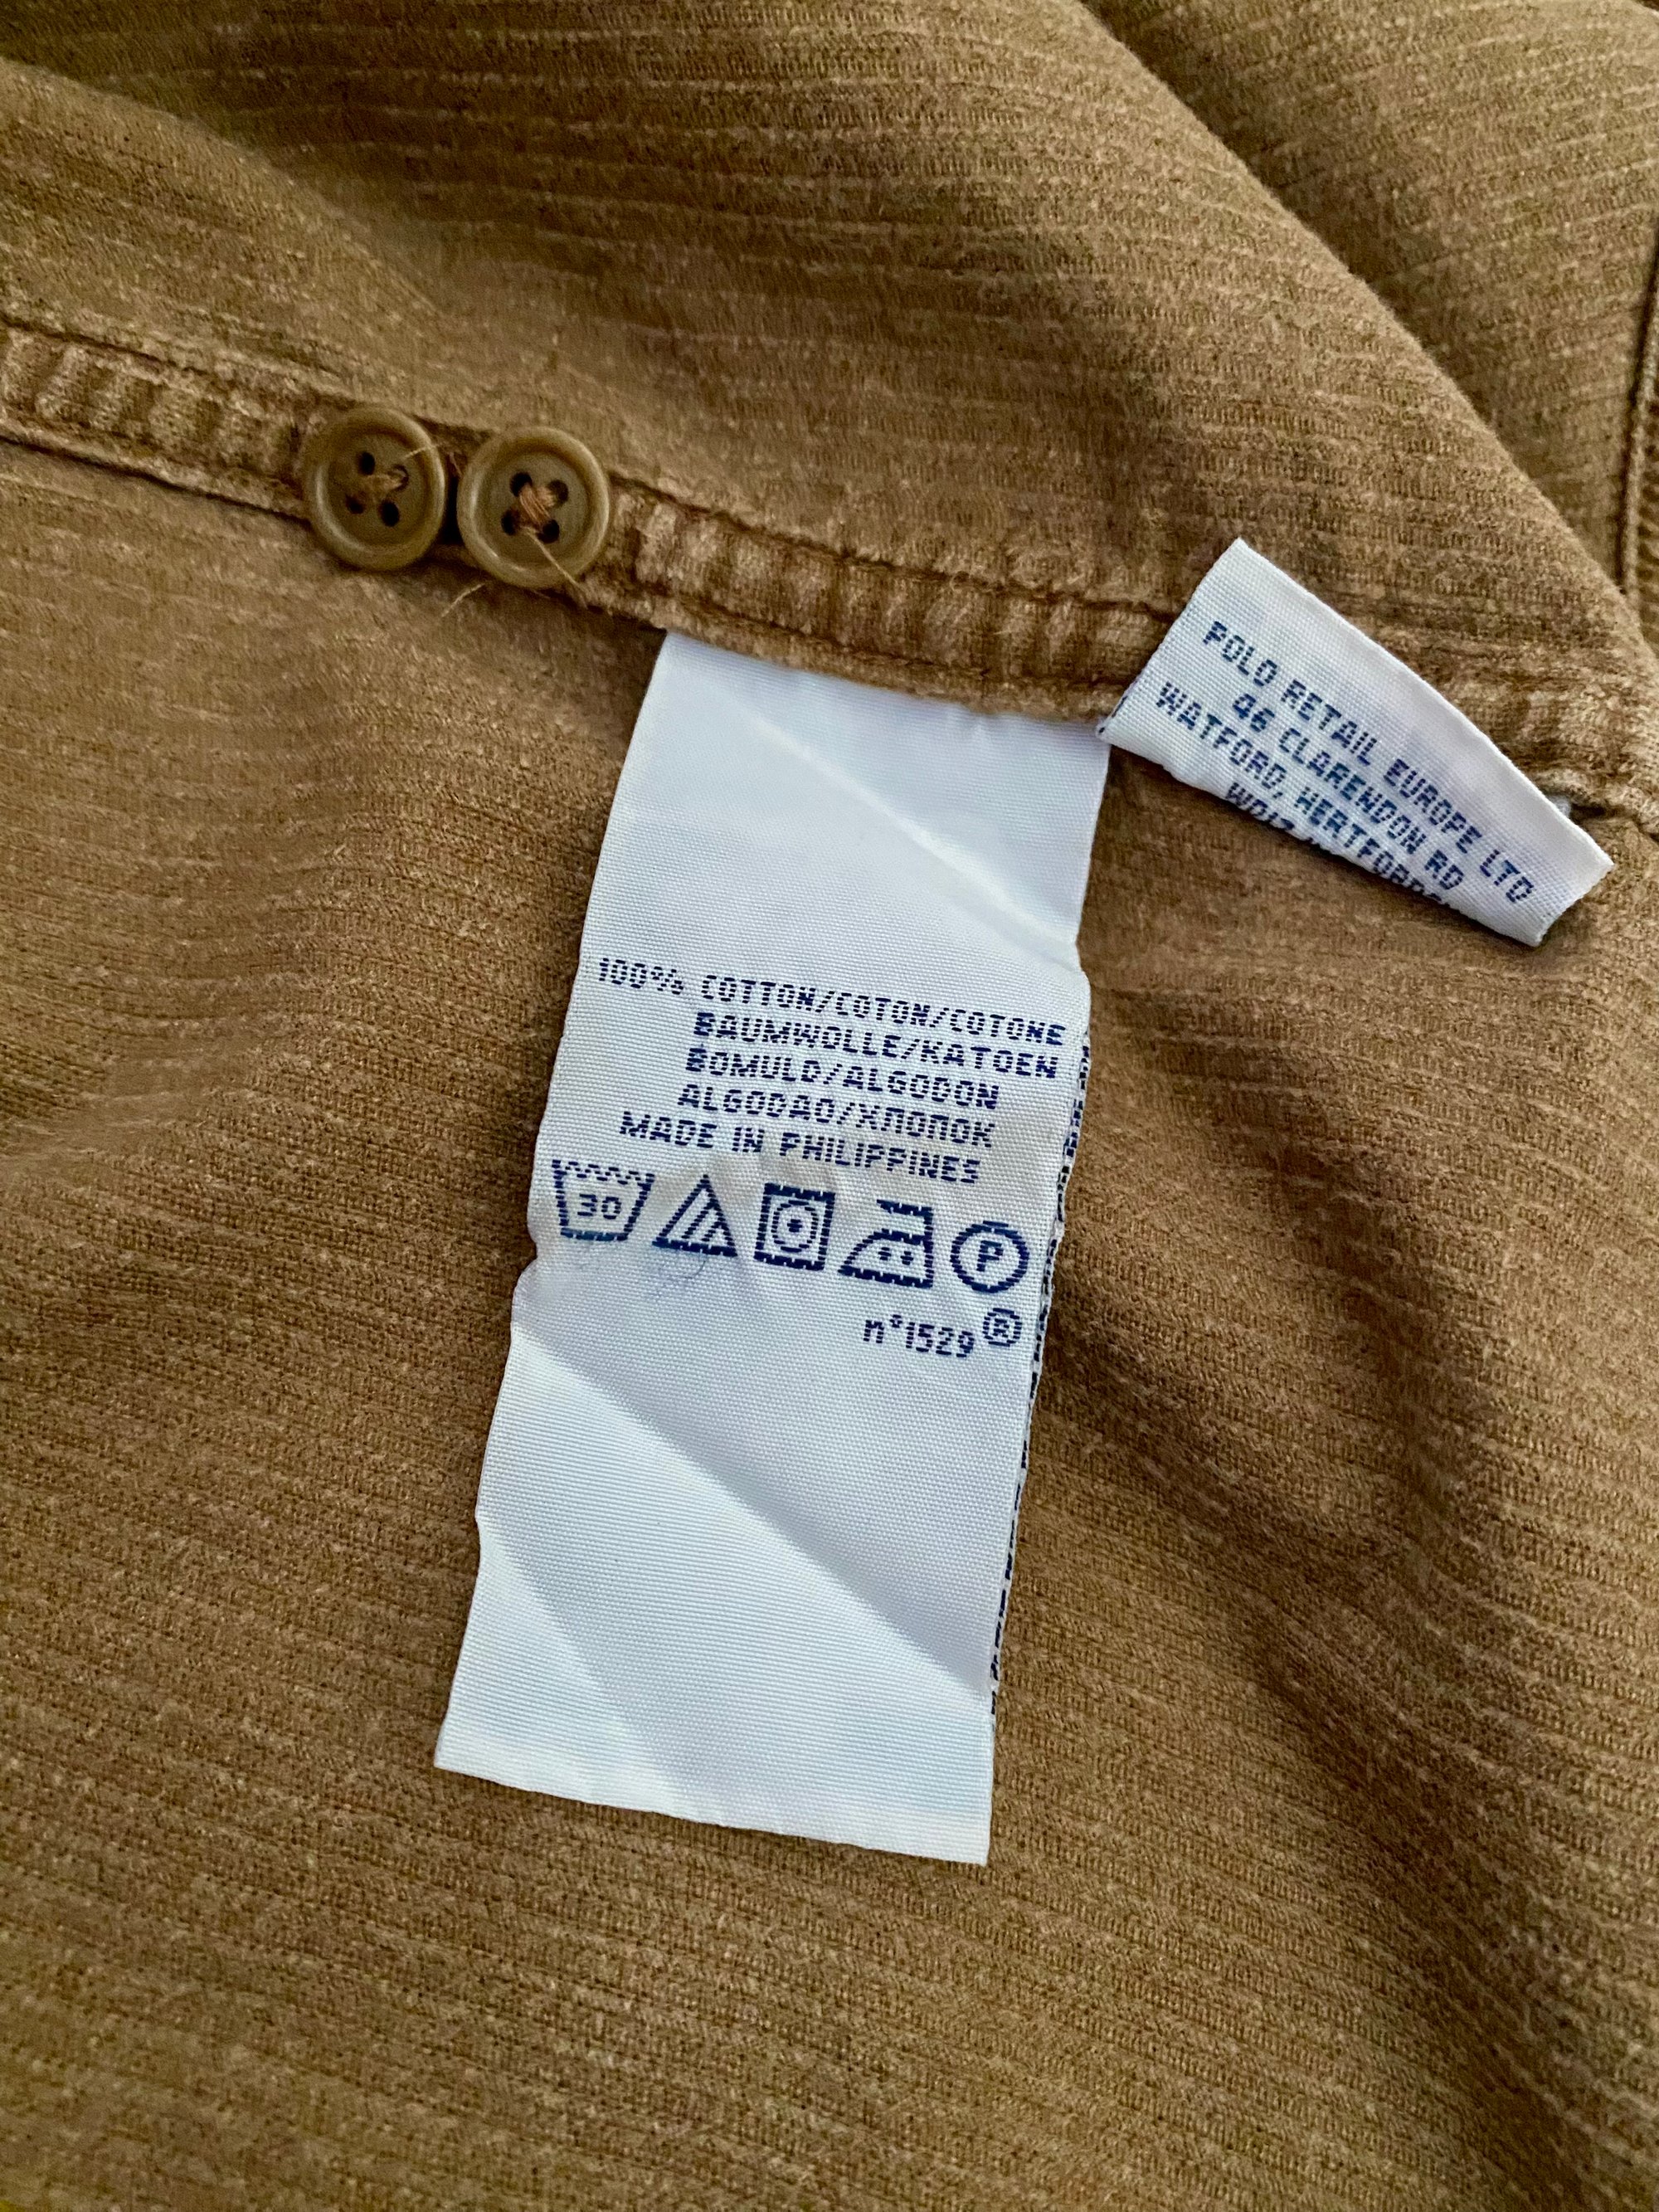 POLO RETAIL EUROPE LTD
46 CLARENDON RD
WATFORD, HERTFORD
100% COTTON/COTON/COTONE
BAUMWOLLE/KATOEN
BOMULD/ALGODON
ALGODAO/ХЛОПОК
MADE IN PHILIPPINES
30
P
n°1529®